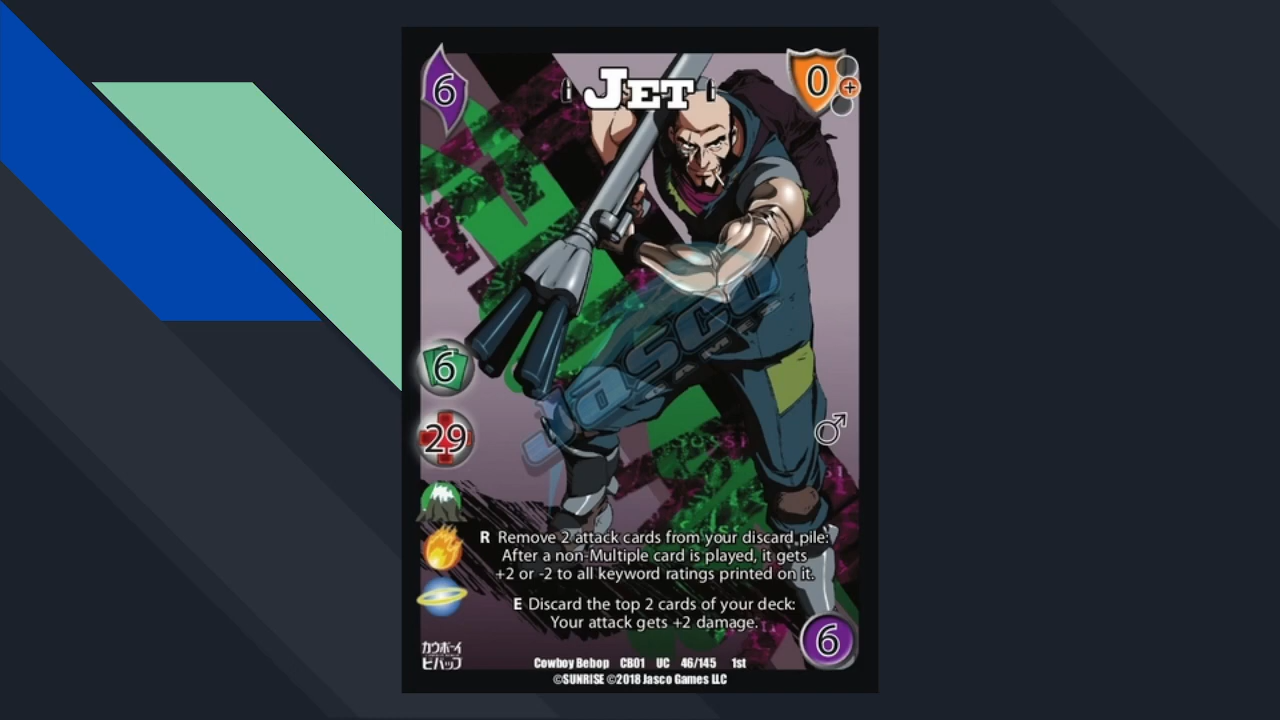 6
JET
0
+
6
29
JASCO
GAMES
R Remove 2 attack cards from your discard pile:
After a non-Multiple card is played, it gets
+2 or -2 to all keyword ratings printed on it.
E Discard the top 2 cards of your deck:
Your attack gets +2 damage.
6
カウボーイ
ビバップ
Cowboy Bebop CB01 UC 46/145 1st
©SUNRISE ©2018 Jasco Games LLC